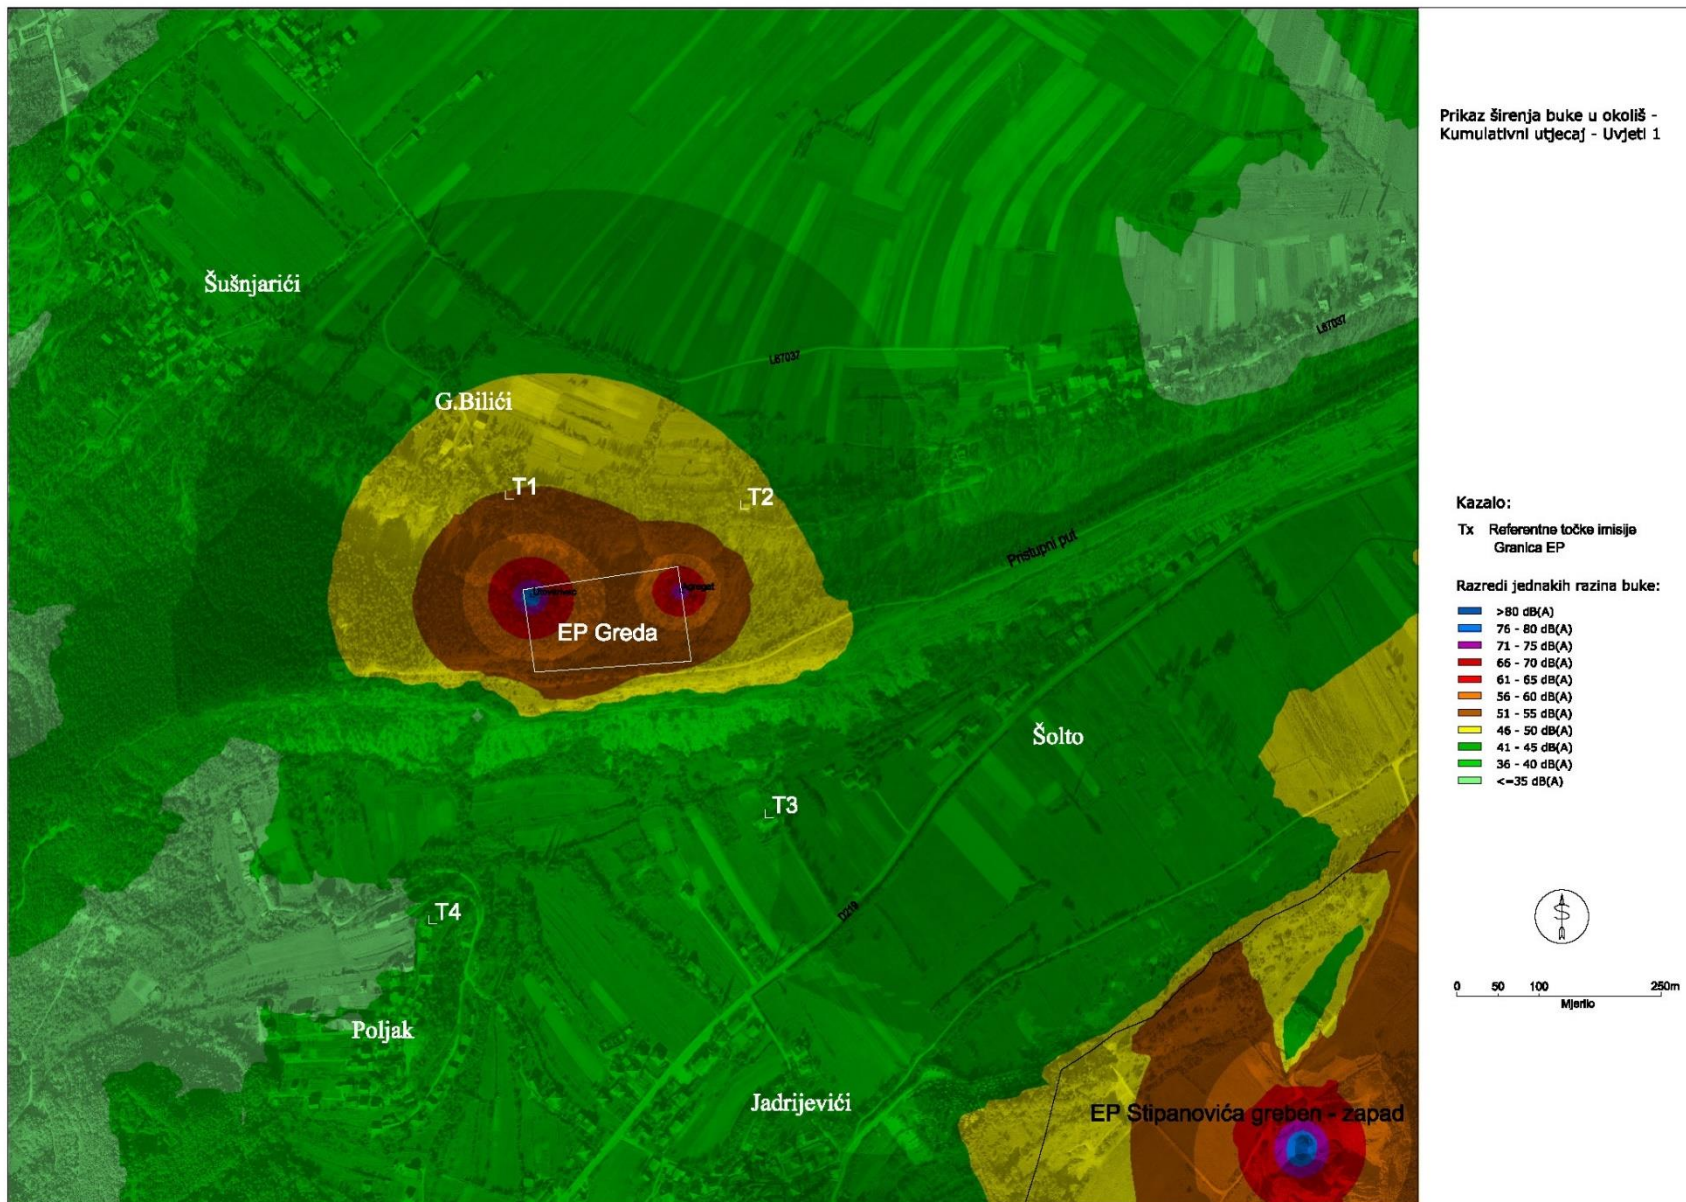 Prikaz širenja buke u okoliš -
Kumulativni utjecaj - Uvjeti 1
Šušnjarići
L67037
L67037
G.Bilići
T1
T2
Pristupni put
Agregat
EP Greda
Šolto
T3
D219
T4
Poljak
Jadrijevići
EP Stipanovića greben - zapad
Kazalo:
Tx Referentne točke imisije
Granica EP
Razredi jednakih razina buke:
>80 dB(A)
76 - 80 dB(A)
71 - 75 dB(A)
66 - 70 dB(A)
61 - 65 dB(A)
56 - 60 dB(A)
51 - 55 dB(A)
46 - 50 dB(A)
41 - 45 dB(A)
36 - 40 dB(A)
<=35 dB(A)
S
0 50 100 250m
Mjerilo